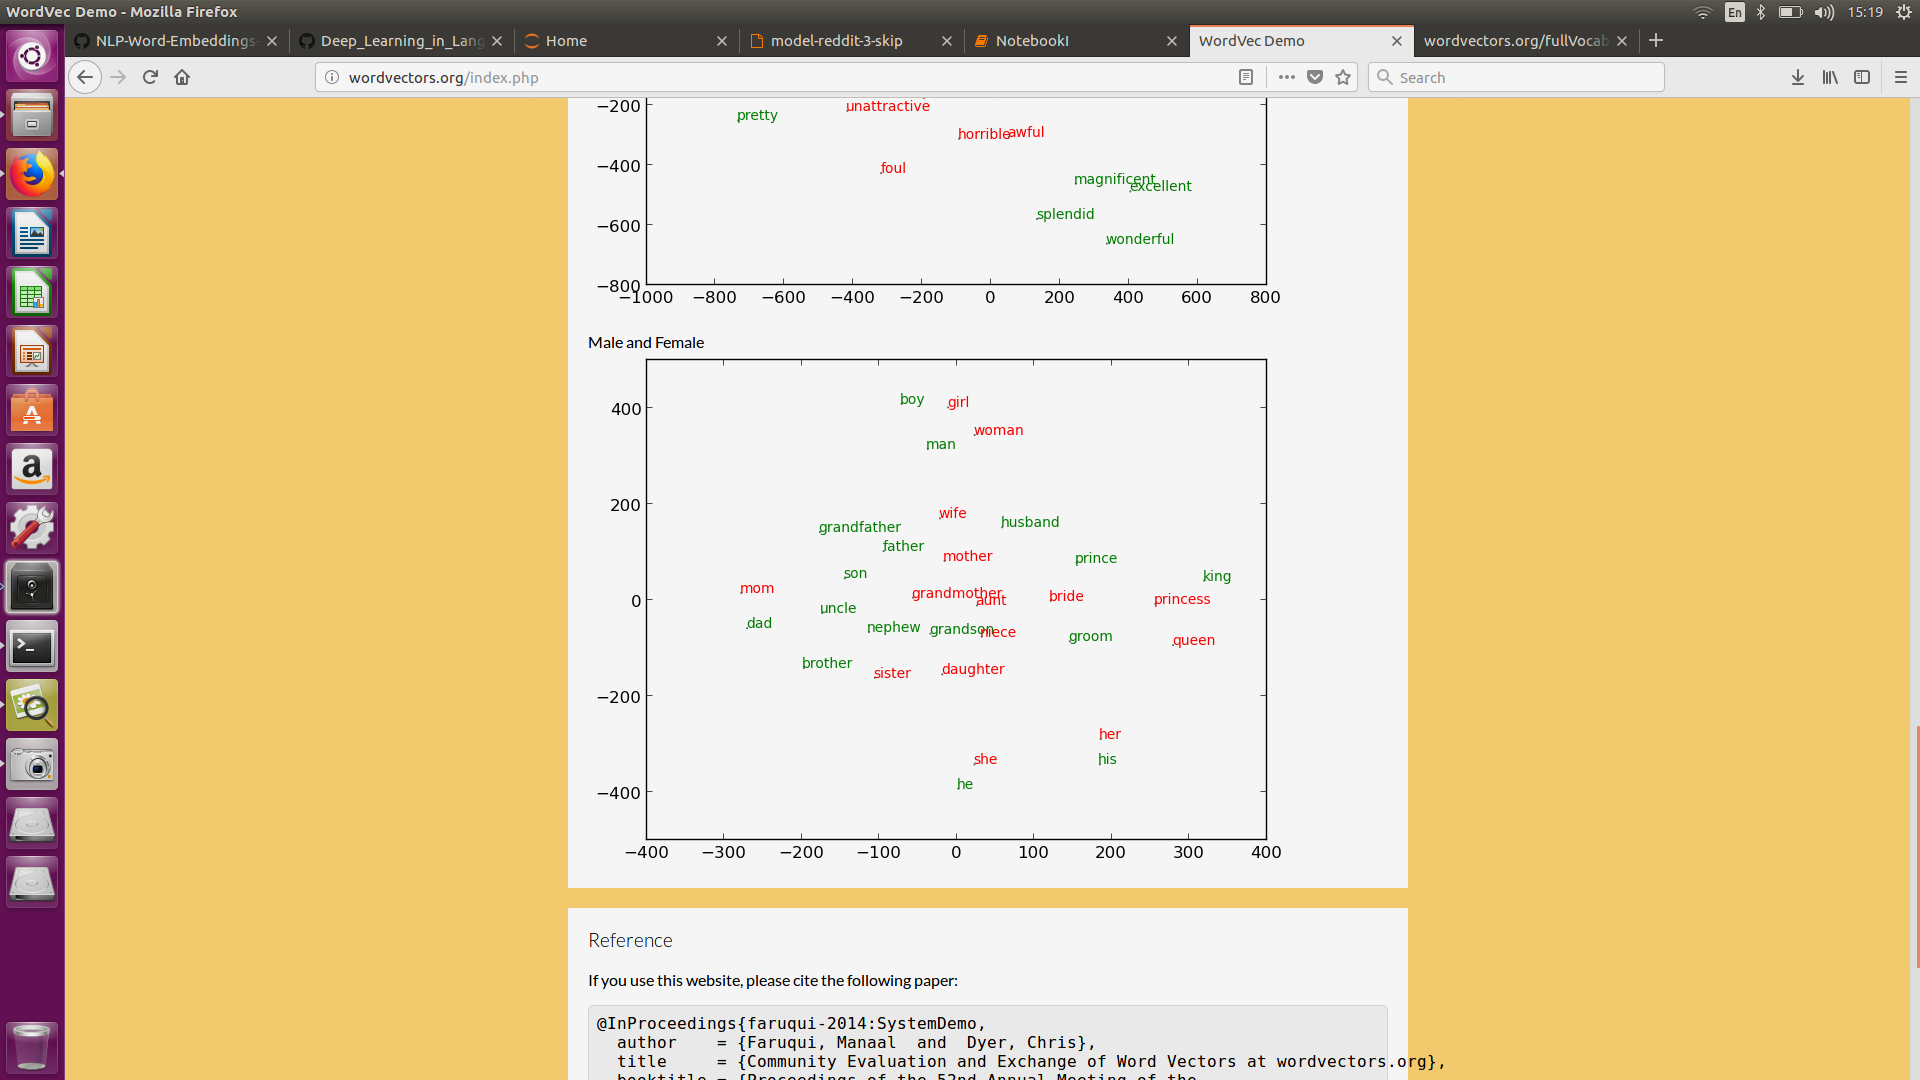 WordVec Demo - Mozilla Firefox
En
15:19
NLP-Word-Embeddings-
Deep_Learning_in_Lang
Home
model-reddit-3-skip
NotebookI
WordVec Demo
wordvectors.org/fullVocab
wordvectors.org/index.php
Search
−200
unattractive
pretty
horrible
awful
−400
foul
magnificent
excellent
splendid
−600
wonderful
−800
−1000 −800 −600 −400 −200 0 200 400 600 800
Male and Female
boy
girl
400
woman
man
200
wife
husband
grandfather
father
mother
prince
son
king
mom
grandmother
aunt
bride
princess
0
uncle
dad
nephew
grandson
niece
groom
queen
brother
sister
daughter
−200
her
she
his
he
−400
−400 −300 −200 −100 0 100 200 300 400
Reference
If you use this website, please cite the following paper:
@InProceedings{faruqui-2014:SystemDemo,
author = {Faruqui, Manaal and Dyer, Chris},
title = {Community Evaluation and Exchange of Word Vectors at wordvectors.org},
booktitle = {Proceedings of the 52nd Annual Meeting of the